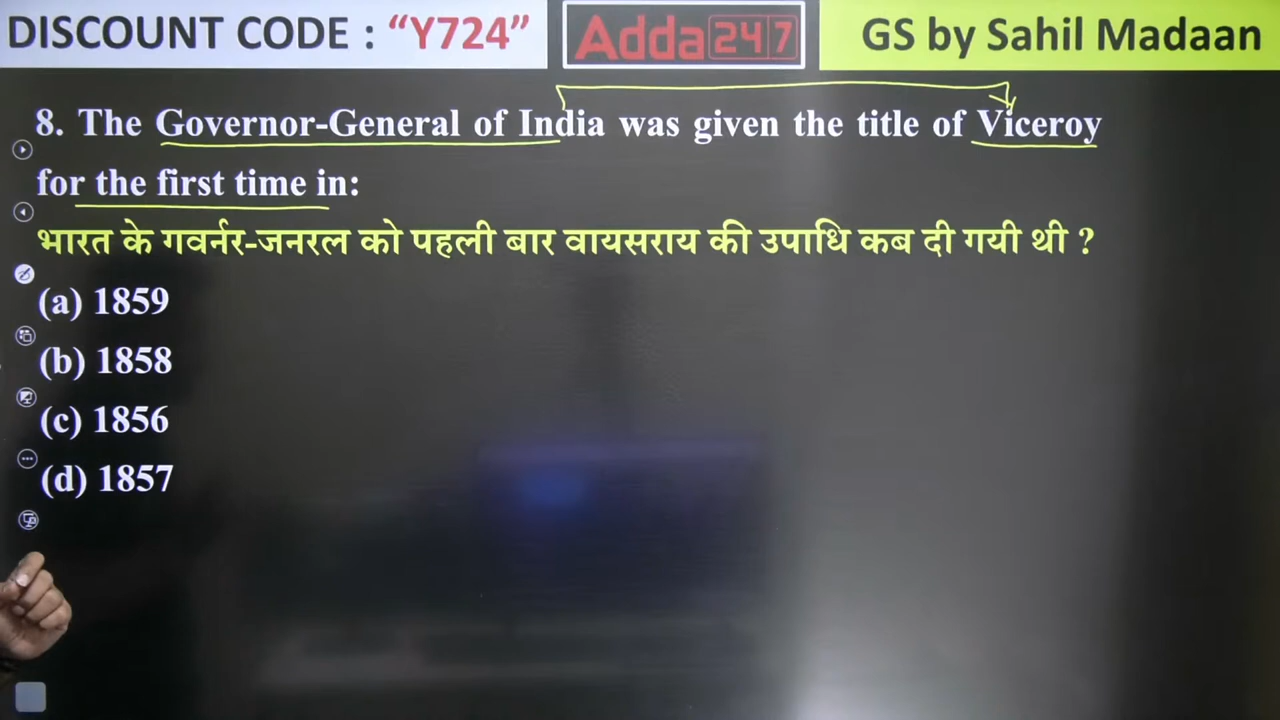 DISCOUNT CODE : “Y724”
Adda247
GS by Sahil Madaan
8. The Governor-General of India was given the title of Viceroy
for the first time in:
भारत के गवर्नर-जनरल को पहली बार वायसराय की उपाधि कब दी गयी थी ?
(a) 1859
(b) 1858
(c) 1856
(d) 1857